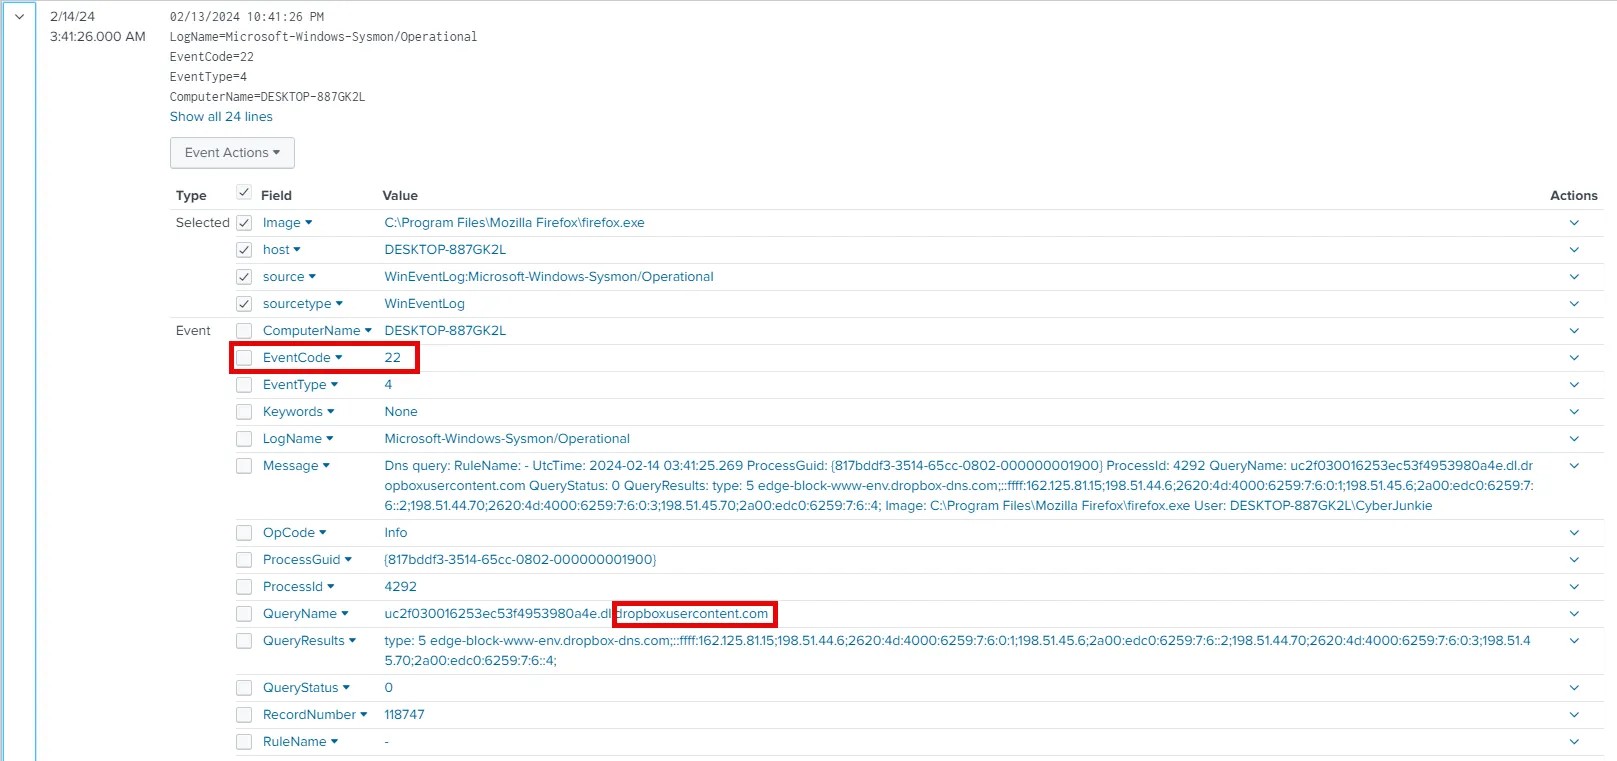 2/14/24
3:41:26.000 AM
02/13/2024 10:41:26 PM
LogName=Microsoft-Windows-Sysmon/Operational
EventCode=22
EventType=4
ComputerName=DESKTOP-887GK2L
Show all 24 lines
Event Actions
Type Field Value Actions
Selected Image C:\Program Files\Mozilla Firefox\firefox.exe
host DESKTOP-887GK2L
source WinEventLog:Microsoft-Windows-Sysmon/Operational
sourcetype WinEventLog
Event ComputerName DESKTOP-887GK2L
EventCode 22
EventType 4
Keywords None
LogName Microsoft-Windows-Sysmon/Operational
Message Dns query: RuleName: - UtcTime: 2024-02-14 03:41:25.269 ProcessGuid: {817bddf3-3514-65cc-0802-000000001900} ProcessId: 4292 QueryName: uc2f030016253ec53f4953980a4e.dl.dr
opboxusercontent.com QueryStatus: 0 QueryResults: type: 5 edge-block-www-env.dropbox-dns.com;::ffff:162.125.81.15;198.51.44.6;2620:4d:4000:6259:7:6:0:1;198.51.45.6;2a00:edc0:6259:7:
6::2;198.51.44.70;2620:4d:4000:6259:7:6:0:3;198.51.45.70;2a00:edc0:6259:7:6::4; Image: C:\Program Files\Mozilla Firefox\firefox.exe User: DESKTOP-887GK2L\CyberJunkie
OpCode Info
ProcessGuid {817bddf3-3514-65cc-0802-000000001900}
ProcessId 4292
QueryName uc2f030016253ec53f4953980a4e.dl.dropboxusercontent.com
QueryResults type: 5 edge-block-www-env.dropbox-dns.com;::ffff:162.125.81.15;198.51.44.6;2620:4d:4000:6259:7:6:0:1;198.51.45.6;2a00:edc0:6259:7:6::2;198.51.44.70;2620:4d:4000:6259:7:6:0:3;198.51.4
5.70;2a00:edc0:6259:7:6::4;
QueryStatus 0
RecordNumber 118747
RuleName -